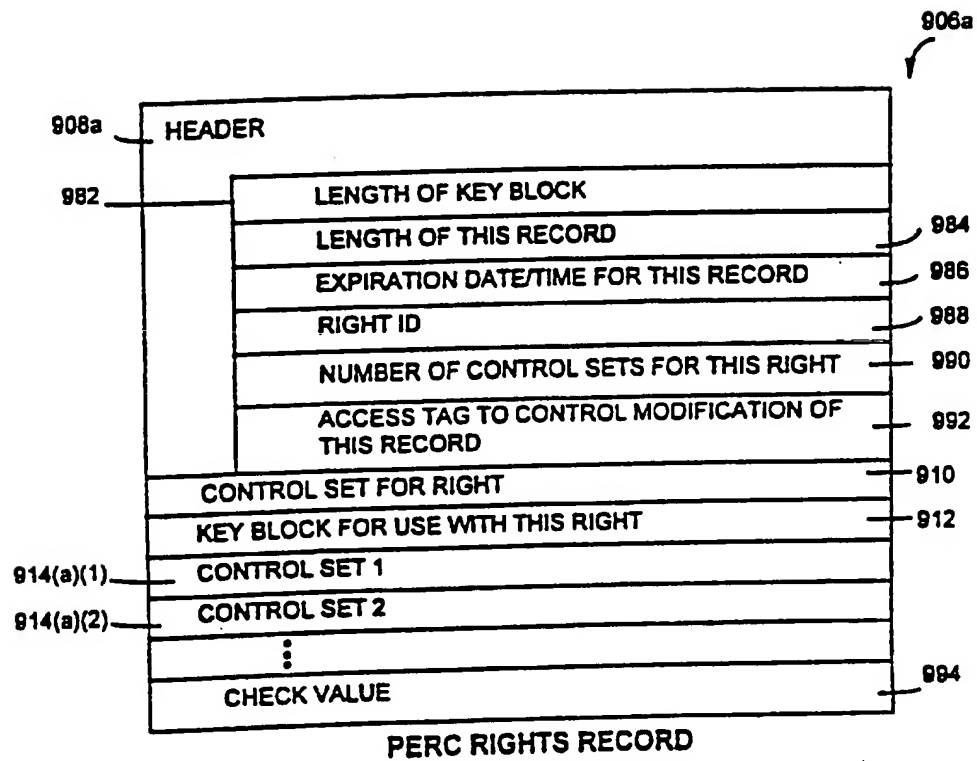 906a
908a
HEADER
982
LENGTH OF KEY BLOCK
LENGTH OF THIS RECORD
984
EXPIRATION DATE/TIME FOR THIS RECORD
986
RIGHT ID
988
NUMBER OF CONTROL SETS FOR THIS RIGHT
990
ACCESS TAG TO CONTROL MODIFICATION OF
THIS RECORD
992
CONTROL SET FOR RIGHT
910
KEY BLOCK FOR USE WITH THIS RIGHT
912
914(a)(1)
CONTROL SET 1
914(a)(2)
CONTROL SET 2
CHECK VALUE
994
PERC RIGHTS RECORD